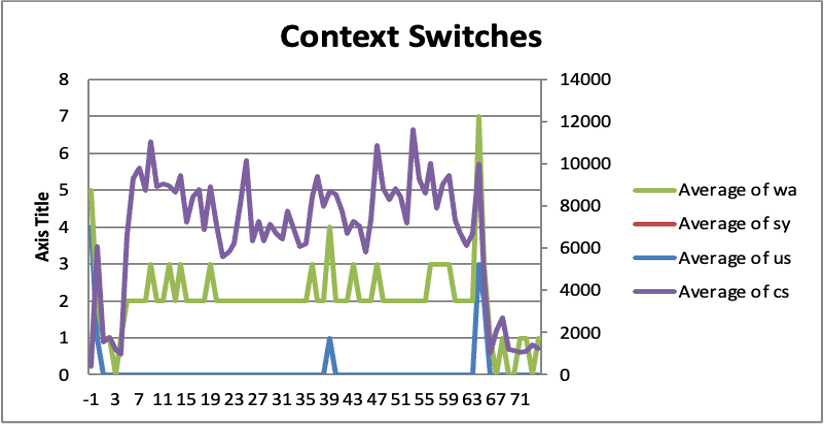 Context Switches
8
7
6
5
4
3
2
1
0
Axis Title
14000
12000
10000
8000
6000
4000
2000
0
-1 3 7 11 15 19 23 27 31 35 39 43 47 51 55 59 63 67 71
Average of wa
Average of sy
Average of us
Average of cs